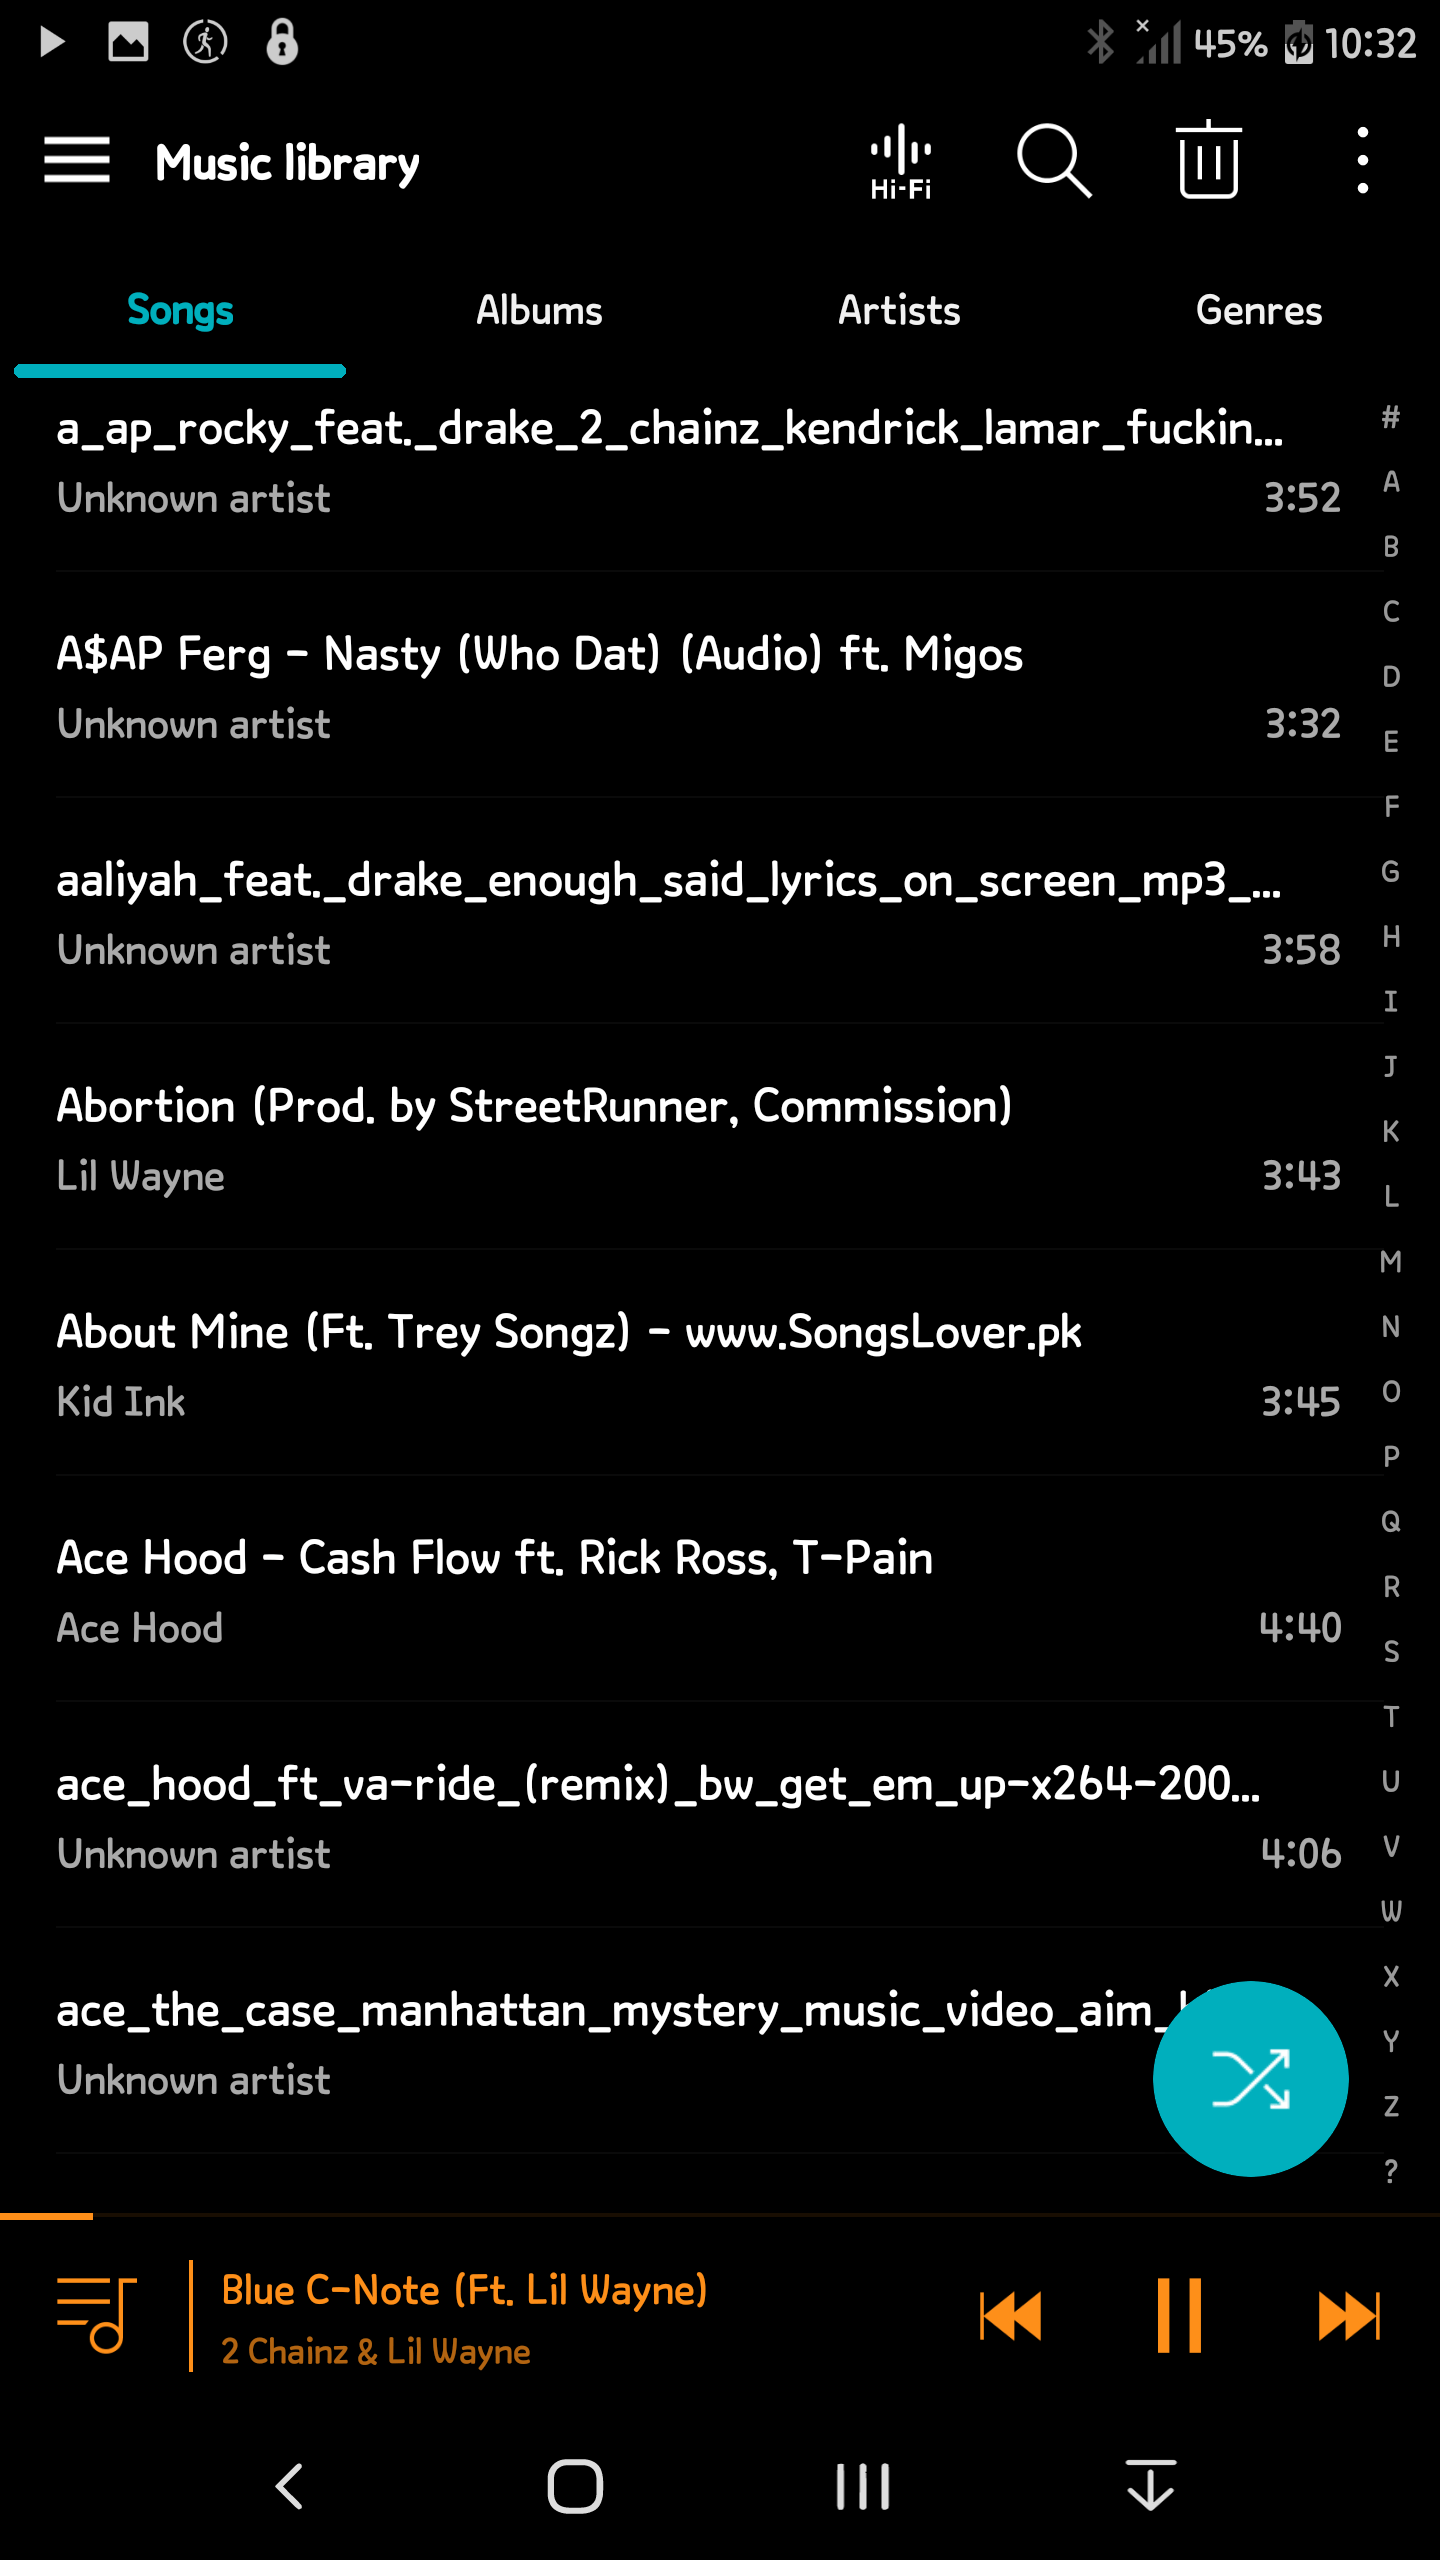 45% 10:32
Music library
Hi-Fi
Songs Albums Artists Genres
a_ap_rocky_feat._drake_2_chainz_kendrick_lamar_fuckin...
Unknown artist 3:52
A$AP Ferg - Nasty (Who Dat) (Audio) ft. Migos
Unknown artist 3:32
aaliyah_feat._drake_enough_said_lyrics_on_screen_mp3_...
Unknown artist 3:58
Abortion (Prod. by StreetRunner, Commission)
Lil Wayne 3:43
About Mine (Ft. Trey Songz) - www.SongsLover.pk
Kid Ink 3:45
Ace Hood - Cash Flow ft. Rick Ross, T-Pain
Ace Hood 4:40
ace_hood_ft_va-ride_(remix)_bw_get_em_up-x264-200...
Unknown artist 4:06
ace_the_case_manhattan_mystery_music_video_aim_
Unknown artist
#
A
B
C
D
E
F
G
H
I
J
K
L
M
N
O
P
Q
R
S
T
U
V
W
X
Y
Z
?
Blue C-Note (Ft. Lil Wayne)
2 Chainz & Lil Wayne